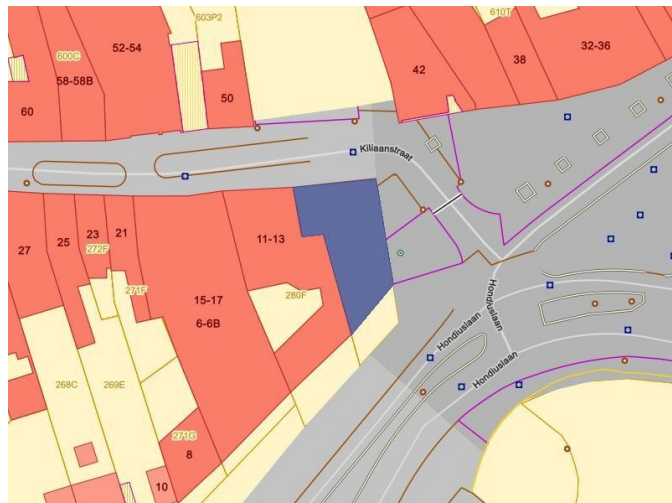 603P2
610T
52-54
32-36
600C
42
58-58B
38
50
60
Kiliaanstraat
21
23
25
11-13
27
272F
271F
280F
15-17
6-6B
Hondiuslaan
Hondiuslaan
Hondiuslaan
268C
269E
271G
8
10